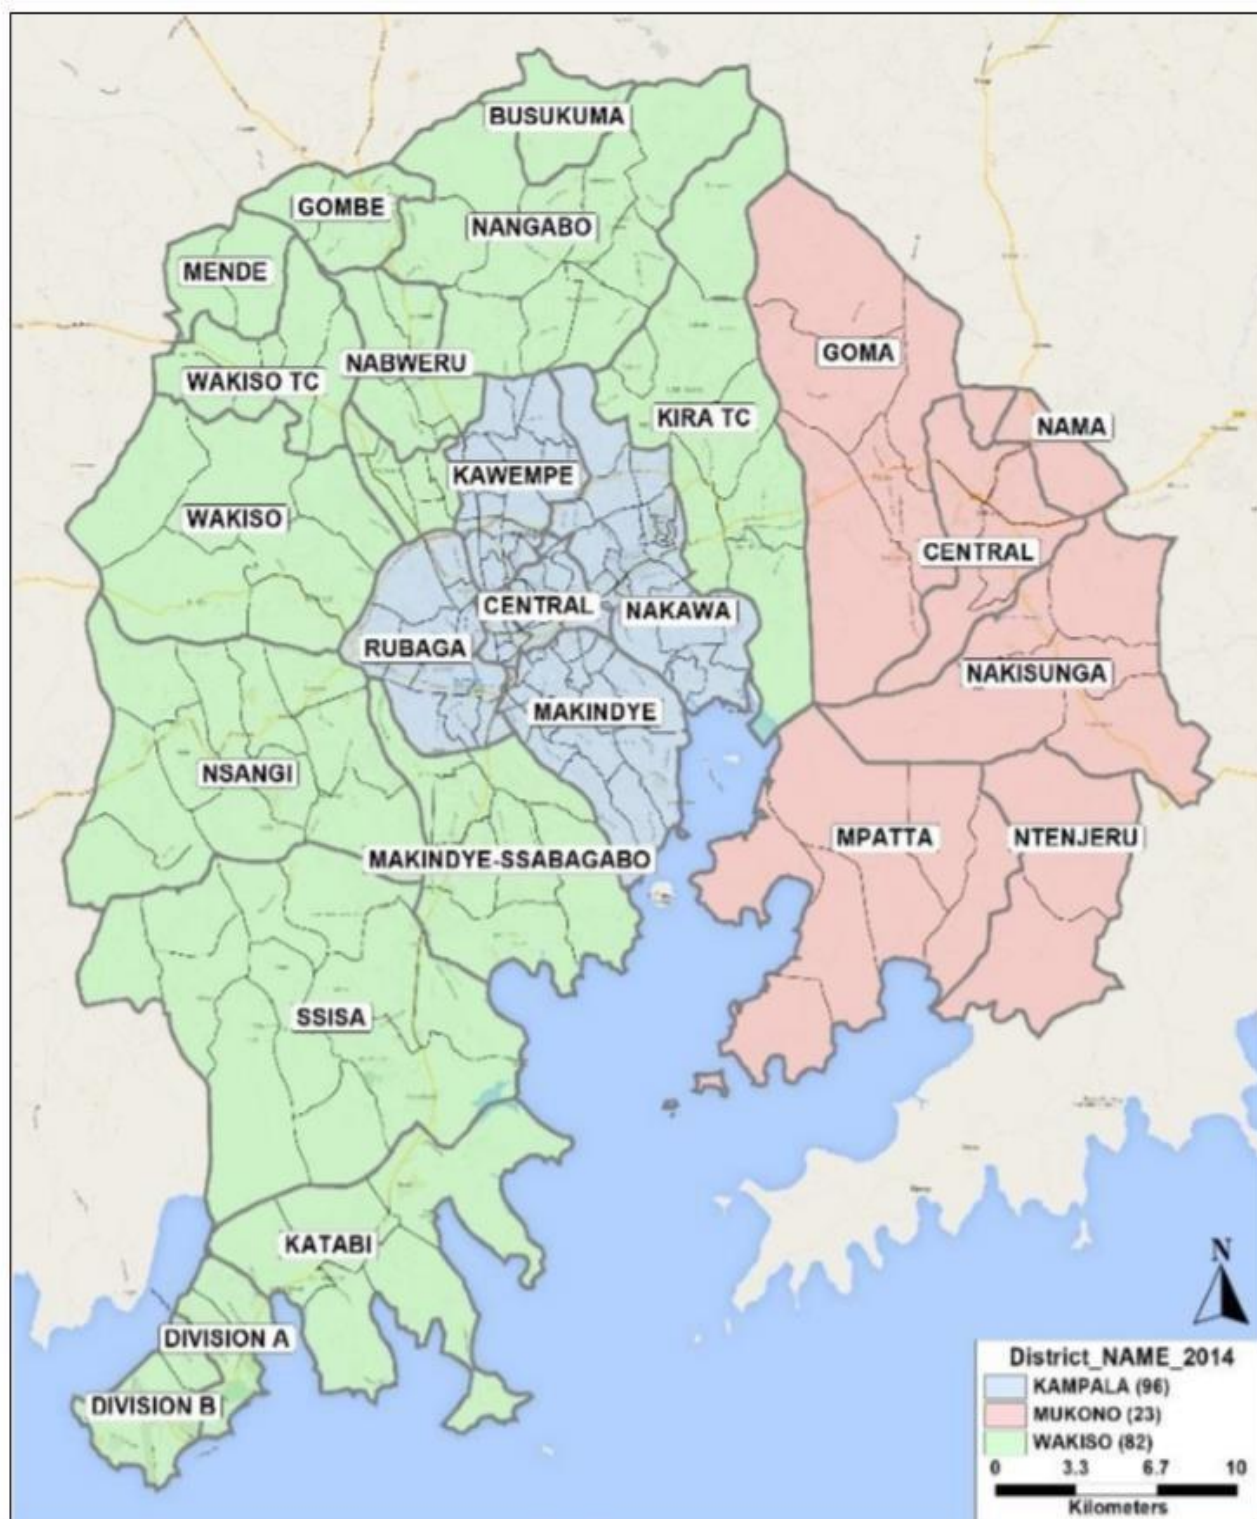 BUSUKUMA
GOMBE
NANGABO
MENDE
GOMA
NABWERU
WAKISO TC
KIRA TC
NAMA
KAWEMPE
WAKISO
CENTRAL
CENTRAL
NAKAWA
RUBAGA
NAKISUNGA
MAKINDYE
NSANGI
MPATTA
NTENJERU
MAKINDYE-SSABAGABO
SSISA
KATABI
N
DIVISION A
DIVISION B
District_NAME_2014
KAMPALA (96)
MUKONO (23)
WAKISO (82)
0 3.3 6.7 10
Kilometers